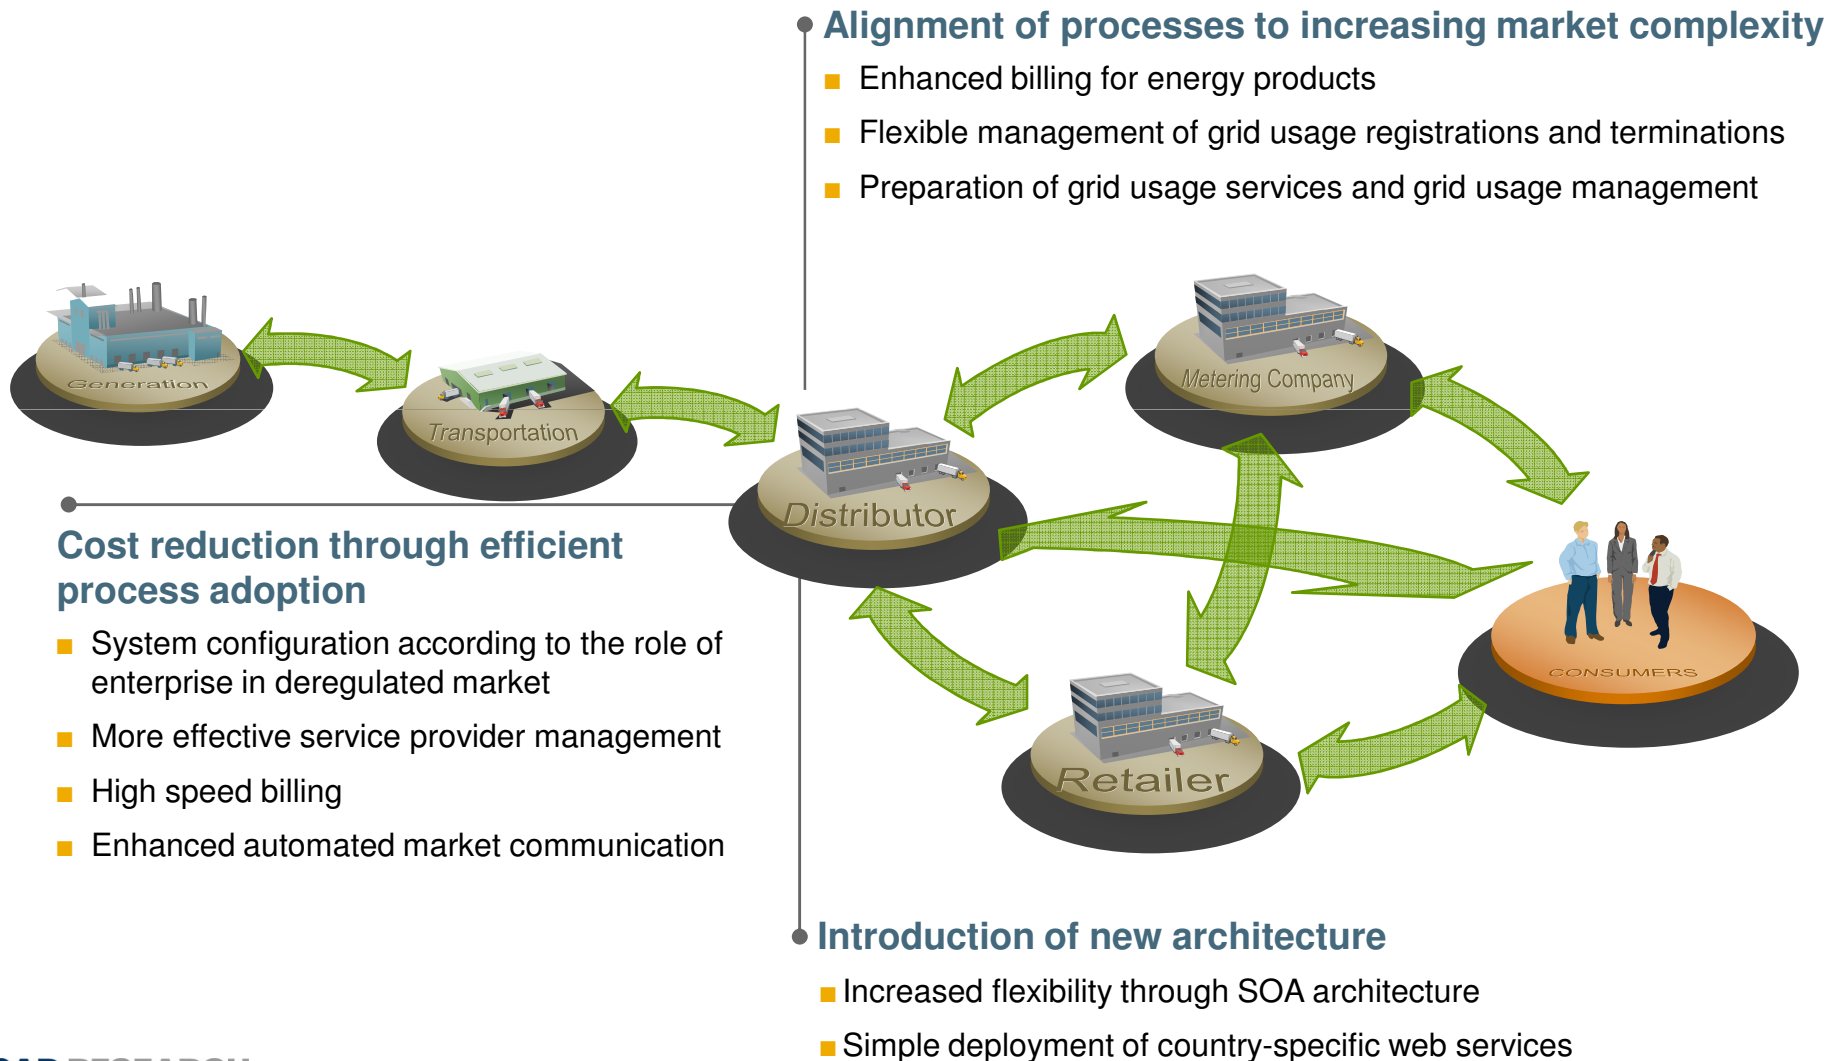 Alignment of processes to increasing market complexity
Enhanced billing for energy products
Flexible management of grid usage registrations and terminations
Preparation of grid usage services and grid usage management
Generation
Transportation
Distributor
Metering Company
CONSUMERS
Retailer
Cost reduction through efficient
process adoption
System configuration according to the role of
enterprise in deregulated market
More effective service provider management
High speed billing
Enhanced automated market communication
Introduction of new architecture
Increased flexibility through SOA architecture
Simple deployment of country-specific web services